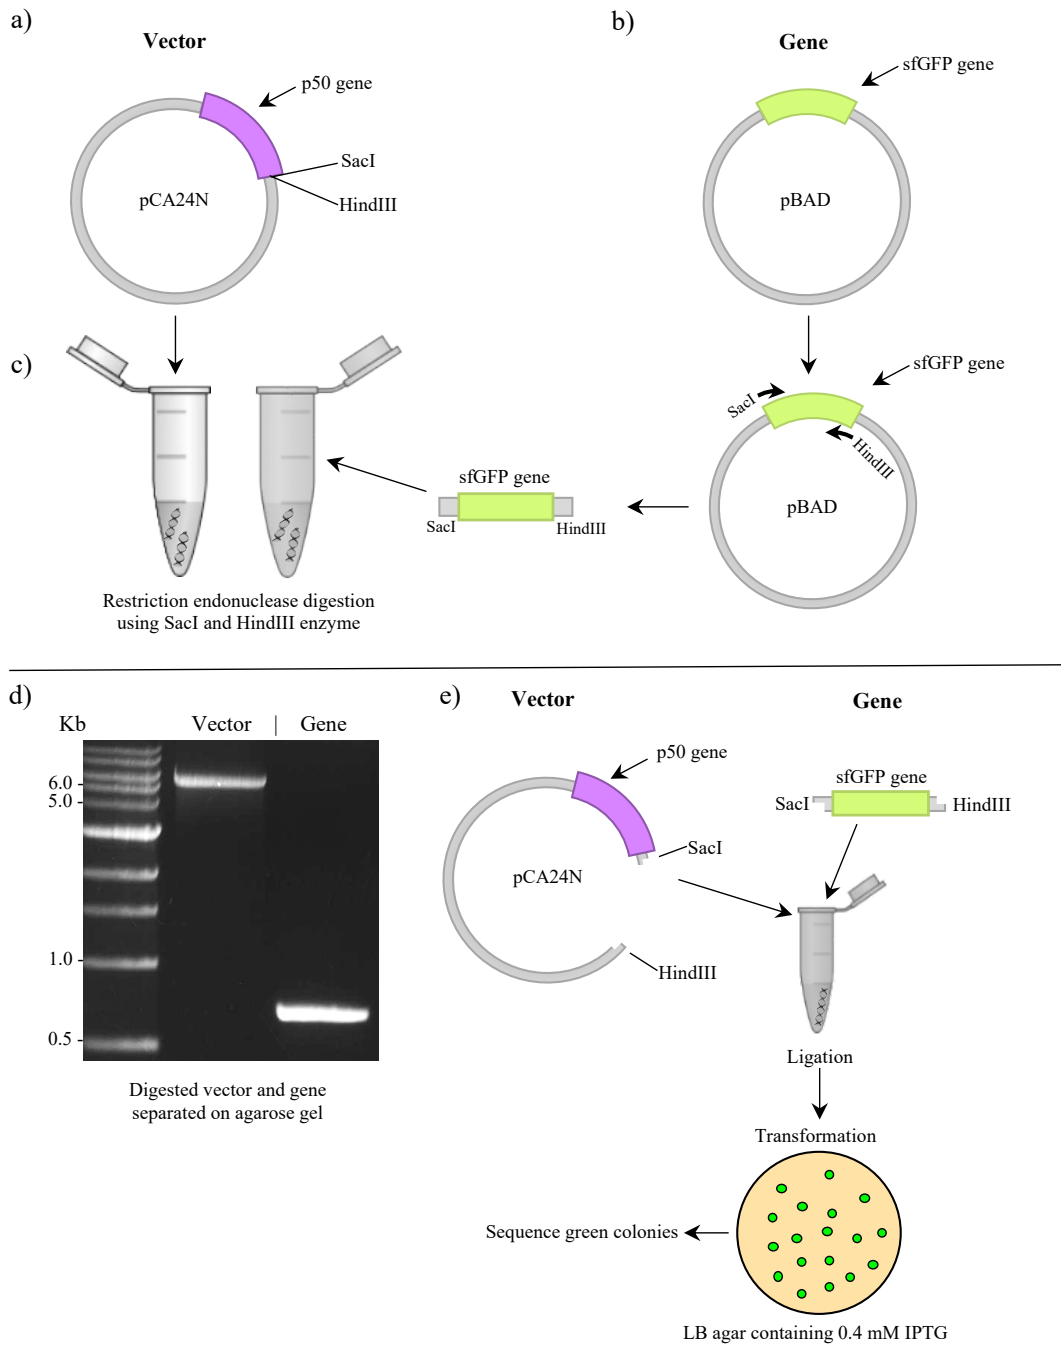 a)
Vector
p50 gene
SacI
HindIII
pCA24N
b)
Gene
sfGFP gene
pBAD
c)
sfGFP gene
SacI
HindIII
pBAD
sfGFP gene
SacI
HindIII
Restriction endonuclease digestion
using SacI and HindIII enzyme
d)
Kb
Vector | Gene
6.0 -
5.0 -
1.0 -
0.5 -
Digested vector and gene
separated on agarose gel
e)
Vector
Gene
p50 gene
SacI
pCA24N
HindIII
sfGFP gene
SacI
HindIII
Ligation
Transformation
Sequence green colonies
LB agar containing 0.4 mM IPTG